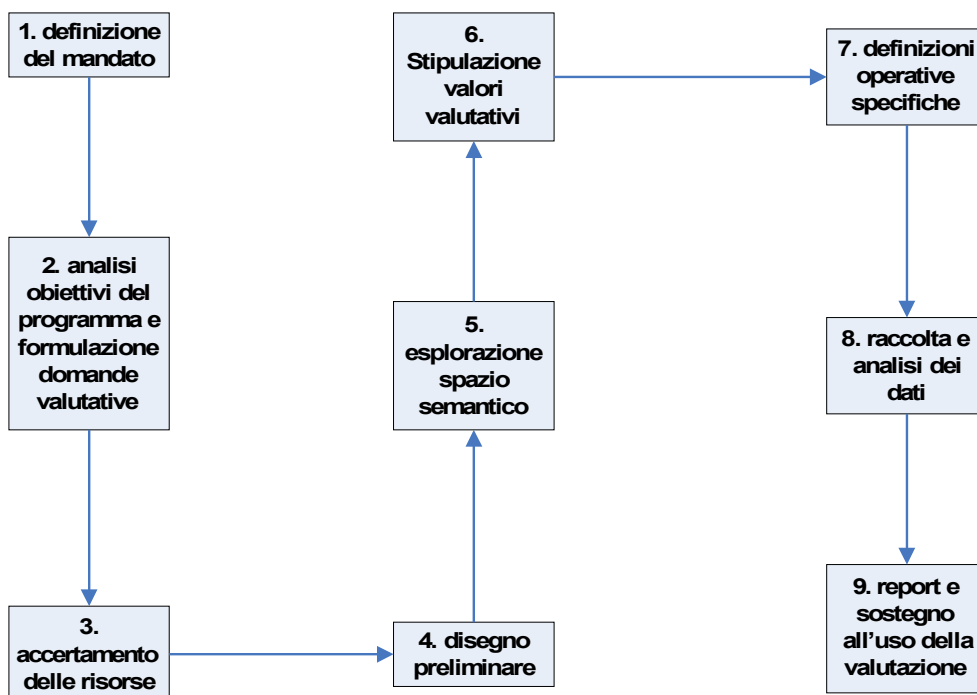 1. definizione
del mandato
2. analisi
obiettivi del
programma e
formulazione
domande
valutative
3.
accertamento
delle risorse
4. disegno
preliminare
5.
esplorazione
spazio
semantico
6.
Stipulazione
valori
valutativi
7. definizioni
operative
specifiche
8. raccolta e
analisi dei
dati
9. report e
sostegno
all'uso della
valutazione